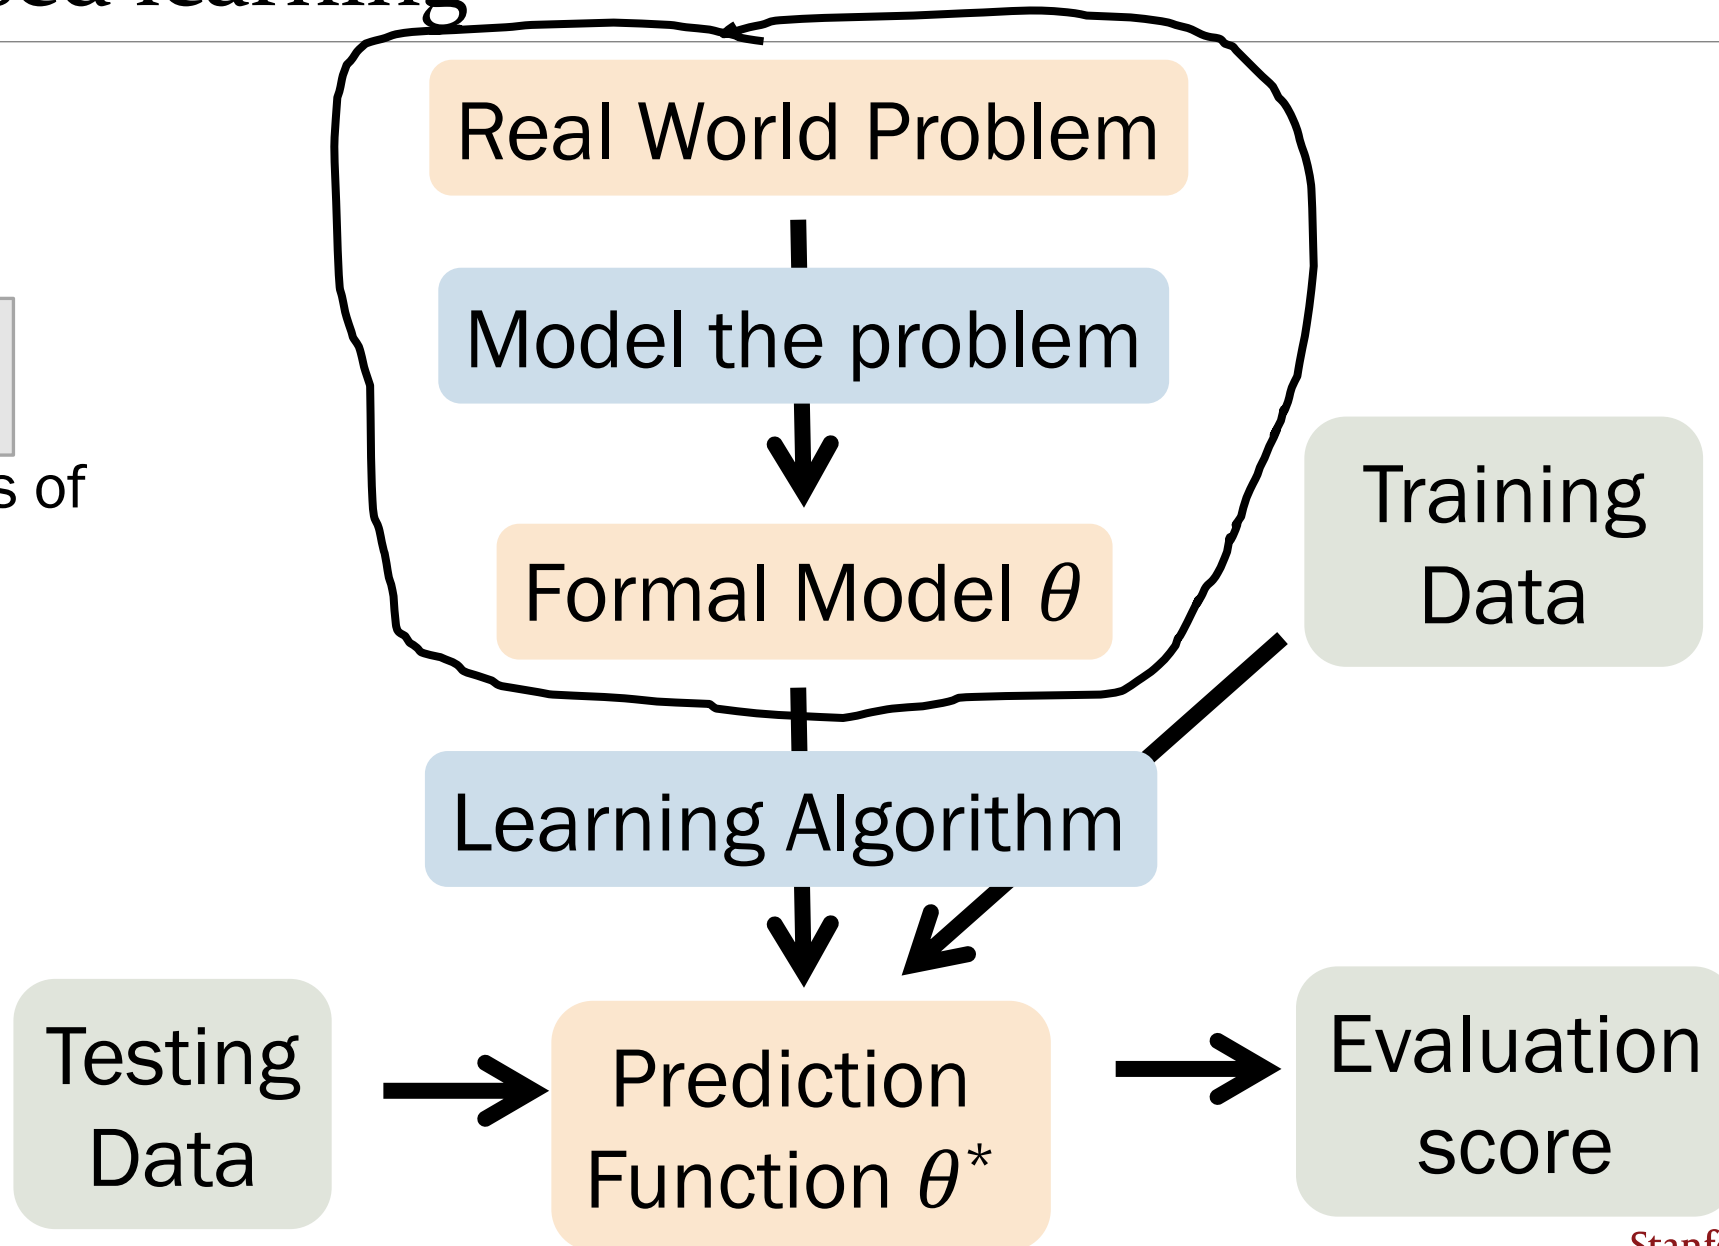 learning
Real World Problem
Model the problem
s of
Formal Model θ
Training
Data
Learning Algorithm
Testing
Data
Prediction
Function θ*
Evaluation
score